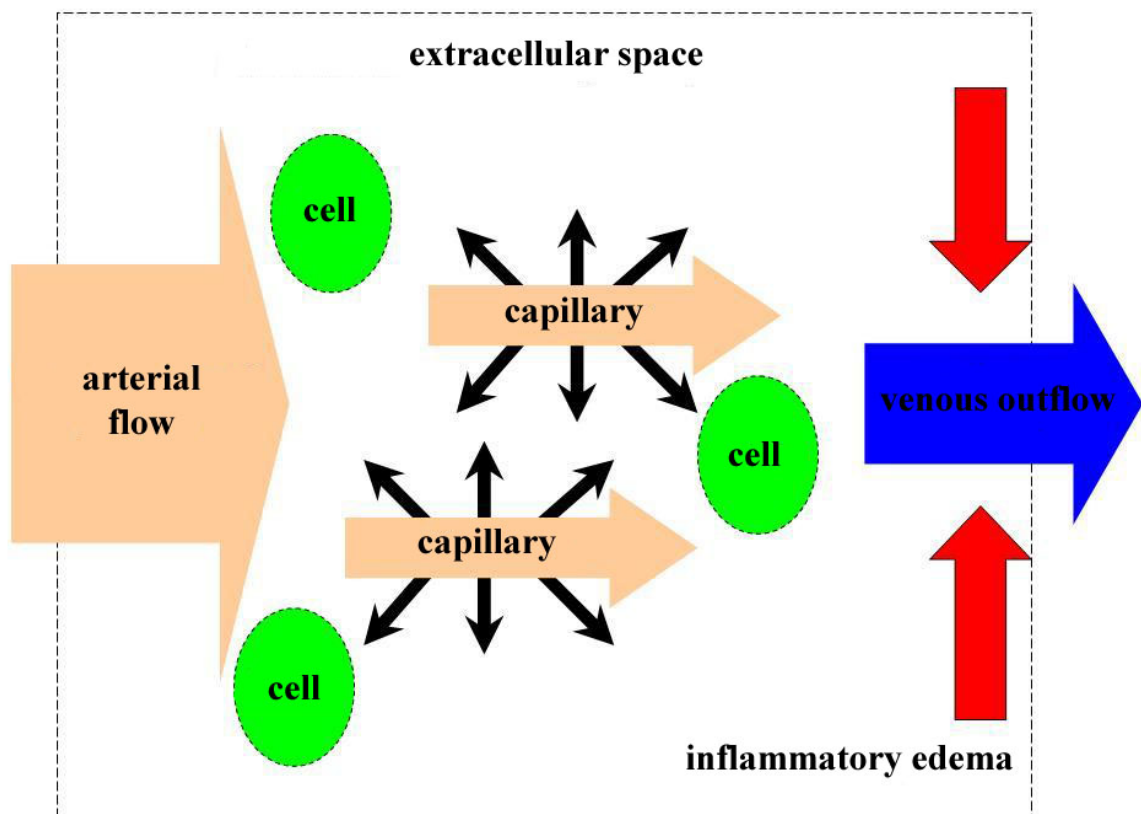 extracellular space
cell
capillary
arterial
flow
venous outflow
cell
capillary
cell
inflammatory edema